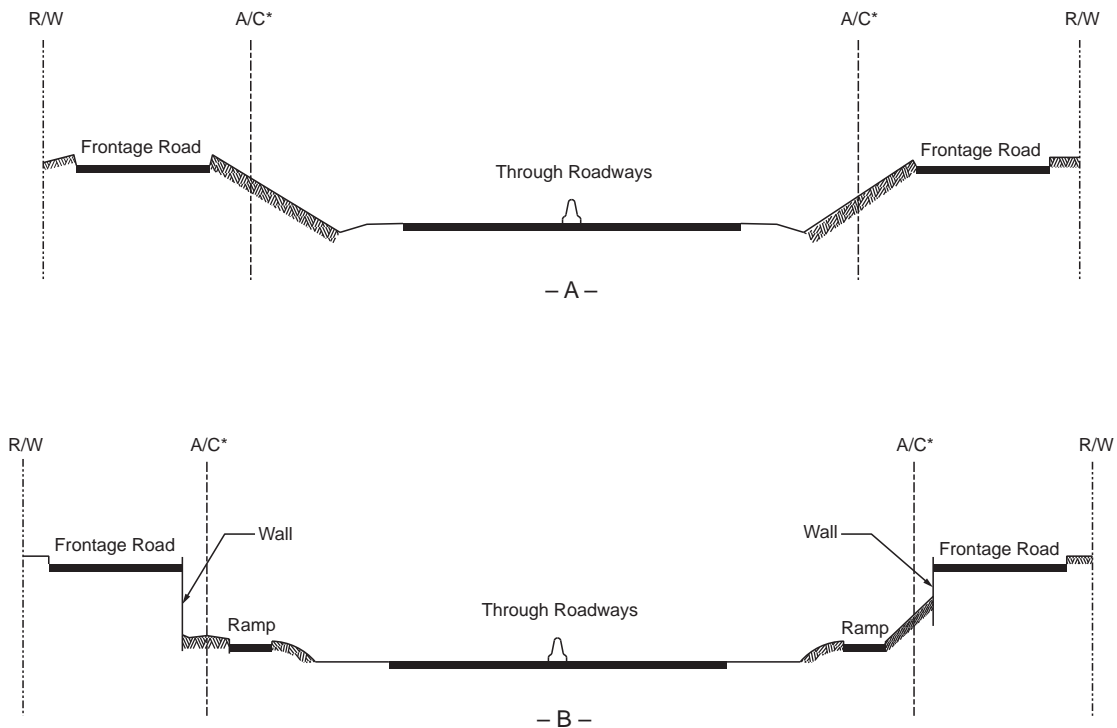 R/W A/C* A/C* R/W
Frontage Road Frontage Road
Through Roadways
– A –
R/W A/C* A/C* R/W
Wall Wall
Frontage Road Frontage Road
Through Roadways
Ramp Ramp
– B –